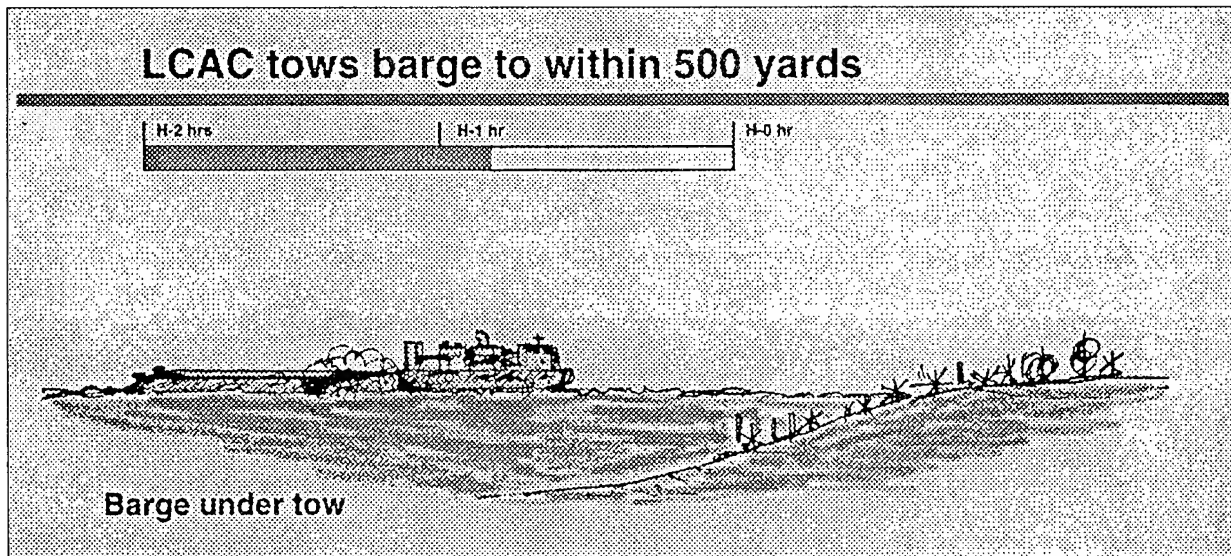 LCAC tows barge to within 500 yards
H-2 hrs H-1 hr H-0 hr
Barge under tow